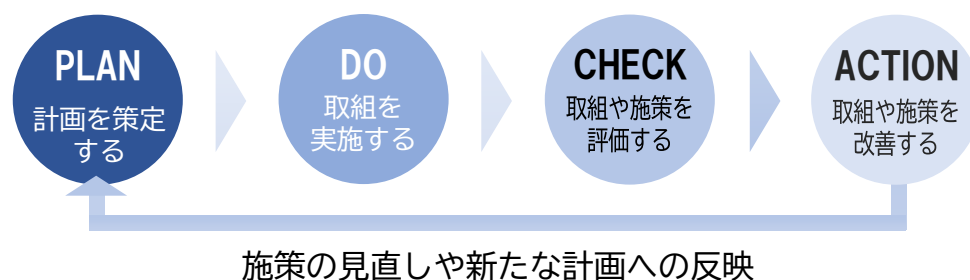 PLAN
計画を策定
する
DO
取組を
実施する
CHECK
取組や施策を
評価する
ACTION
取組や施策を
改善する
施策の見直しや新たな計画への反映